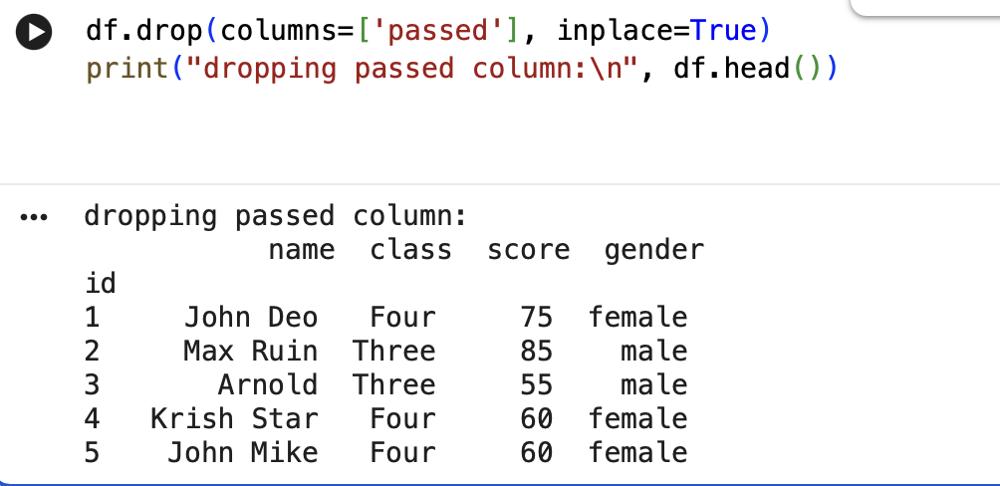 df.drop(columns=['passed'], inplace=True)
print("dropping passed column:\n", df.head())
dropping passed column:
           name  class  score  gender
id
1      John Deo   Four     75  female
2      Max Ruin  Three     85    male
3        Arnold  Three     55    male
4    Krish Star   Four     60  female
5     John Mike   Four     60  female